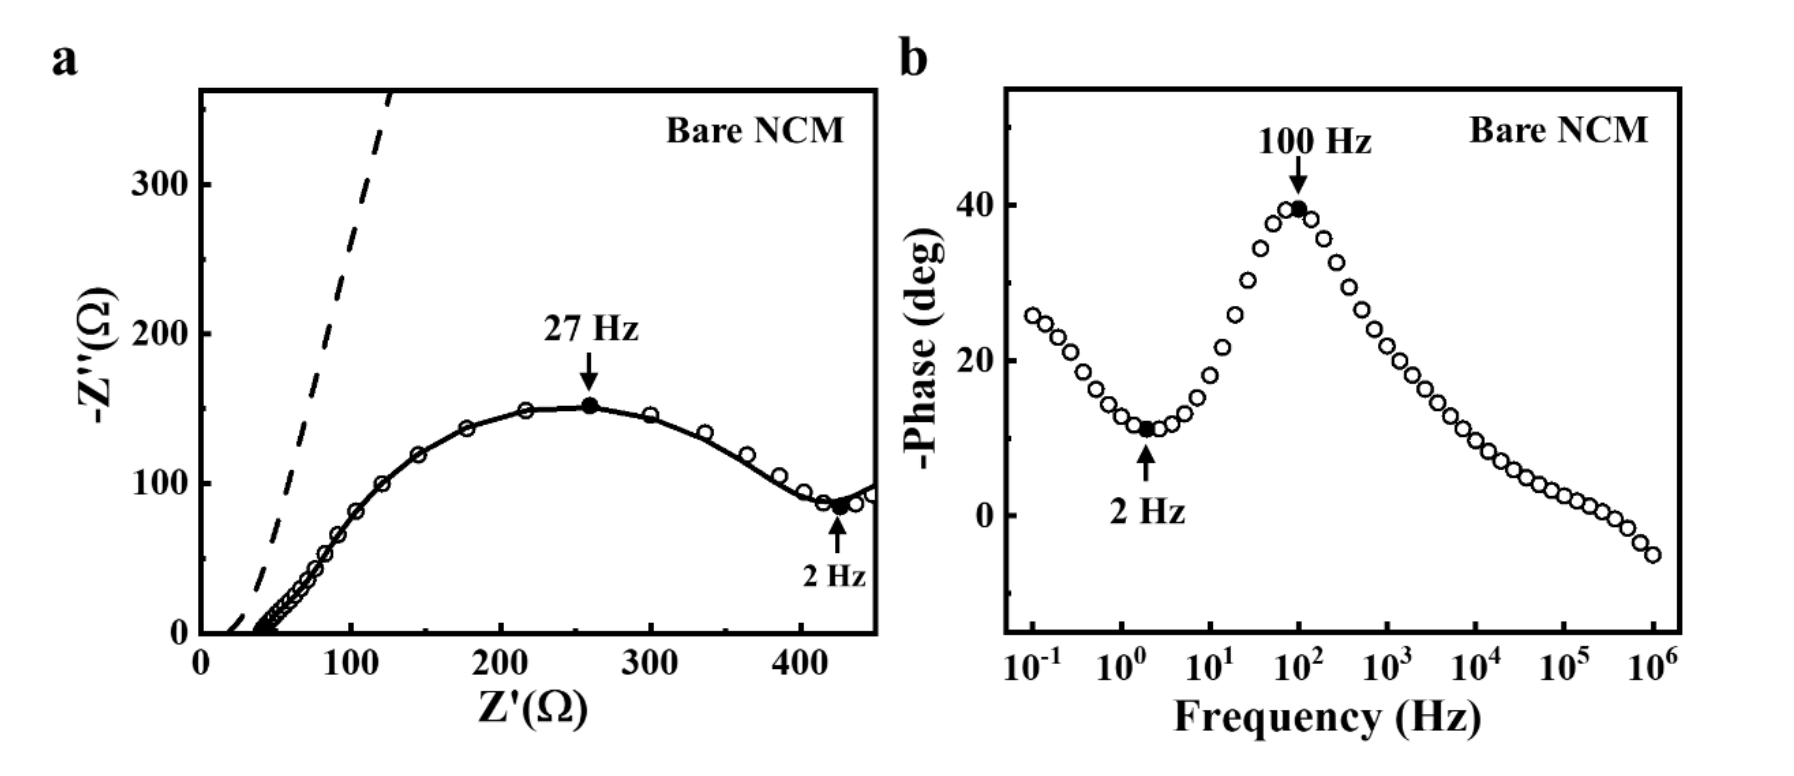 a
Bare NCM
300
200
100
0
27 Hz
2 Hz
0 100 200 300 400
-Z''(Ω)
Z'(Ω)
b
Bare NCM
100 Hz
40
20
0
2 Hz
10⁻¹ 10⁰ 10¹ 10² 10³ 10⁴ 10⁵ 10⁶
-Phase (deg)
Frequency (Hz)